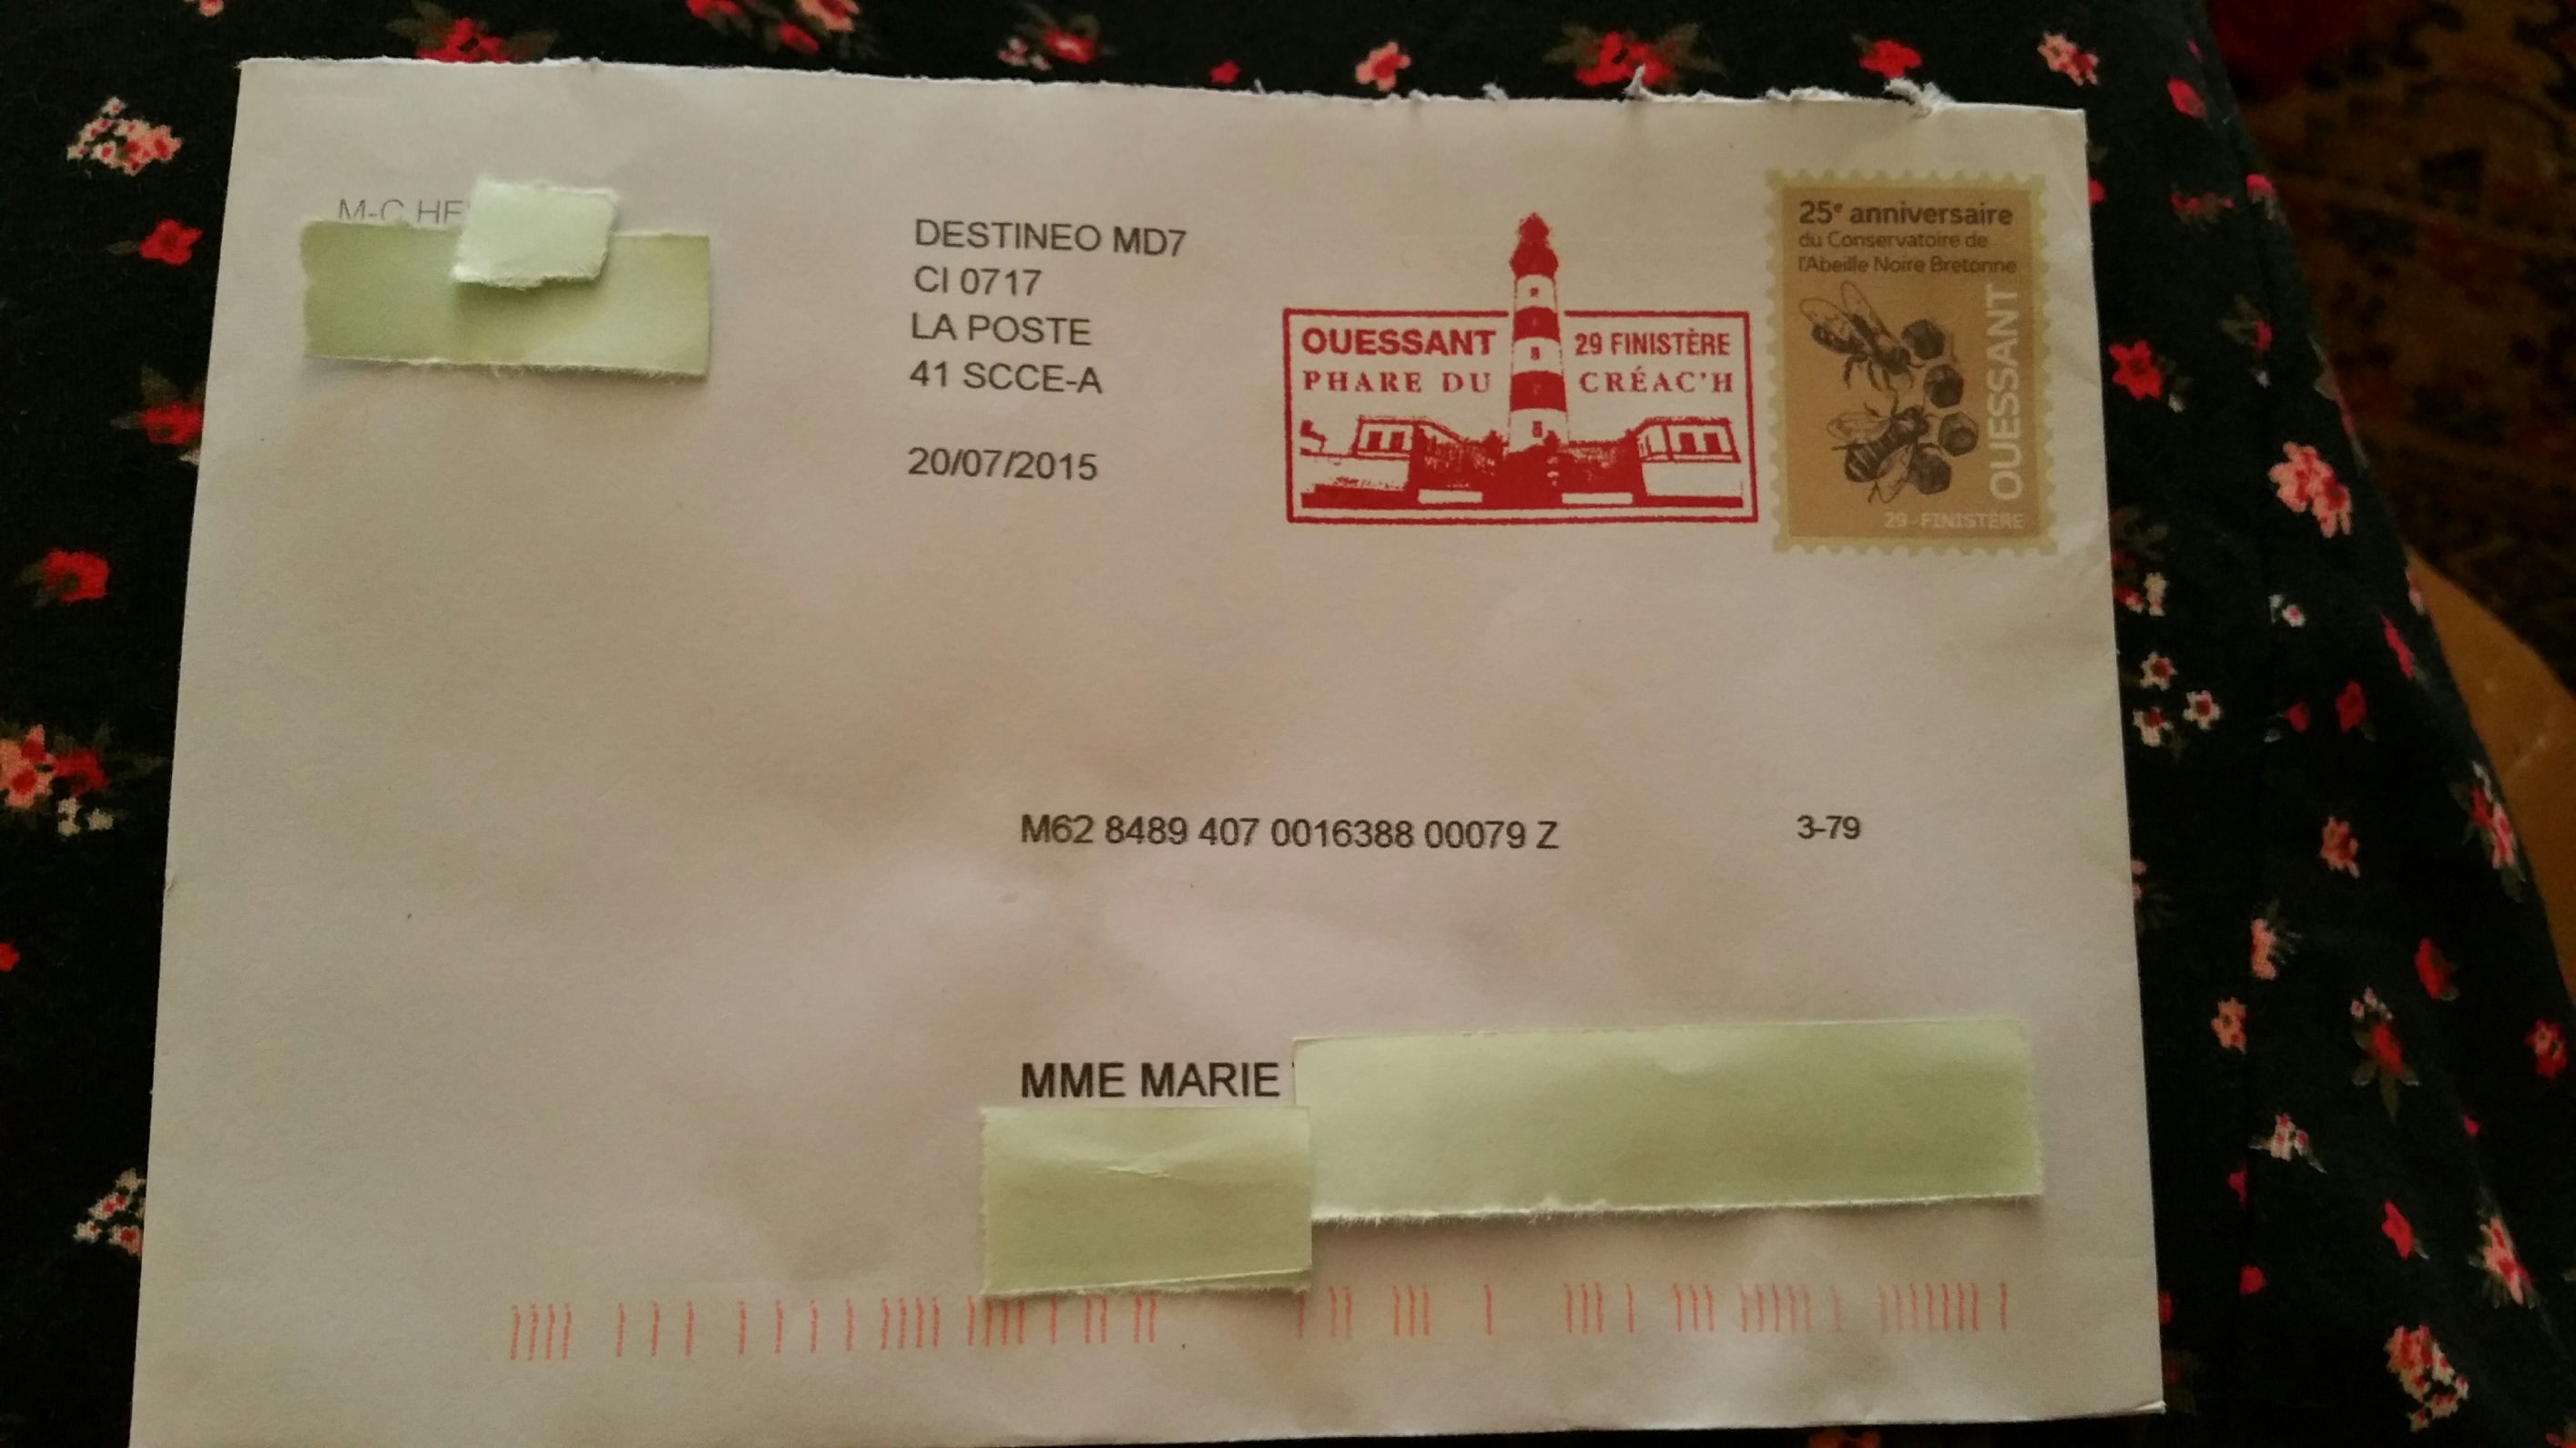 M-C HE
DESTINEO MD7
CI 0717
LA POSTE
41 SCCE-A
20/07/2015
OUESSANT 29 FINISTÈRE
PHARE DU CRÉAC'H
25e anniversaire
du Conservatoire de
l'Abeille Noire Bretonne
OUESSANT
29 - FINISTÈRE
M62 8489 407 0016388 00079 Z 3-79
MME MARIE